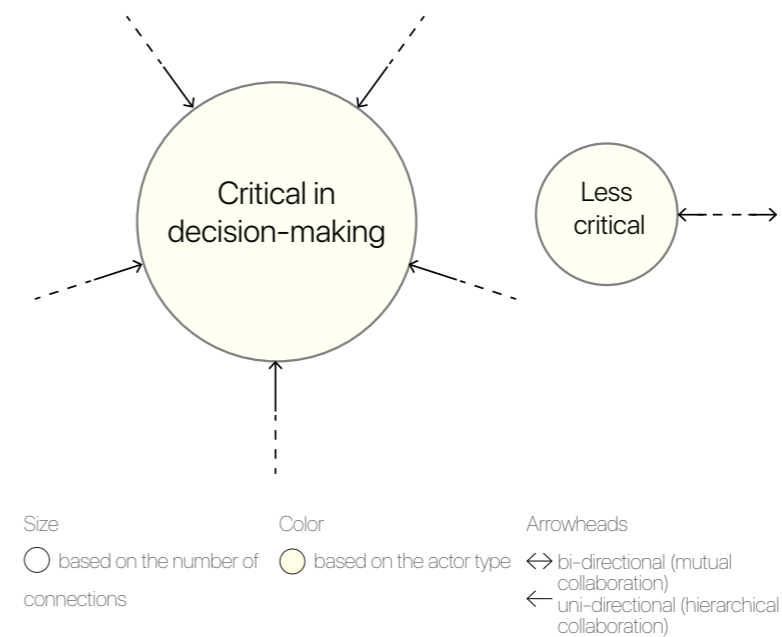 Critical in
decision-making
Less
critical
Size
based on the number of
connections
Color
based on the actor type
Arrowheads
bi-directional (mutual
collaboration)
uni-directional (hierarchical
collaboration)